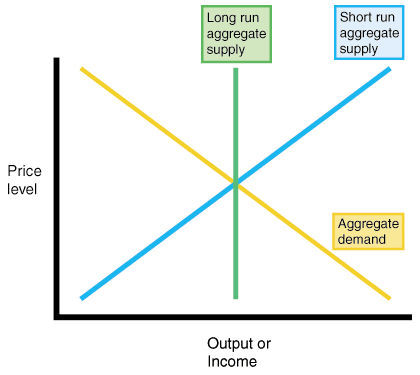 Long run
aggregate
supply
Short run
aggregate
supply
Price
level
Aggregate
demand
Output or
Income